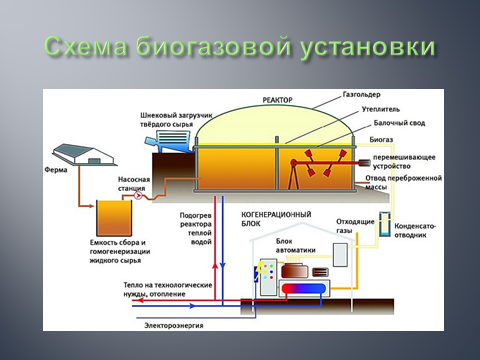 Схема биогазовой установки
РЕАКТОР
Газгольдер
Утеплитель
Балочный свод
Шнековый загрузчик
твёрдого сырья
Биогаз
перемешивающее
устройство
Ферма
Насосная
станция
Отвод переброженной
массы
Подогрев
реактора
теплой
водой
КОГЕНЕРАЦИОННЫЙ
БЛОК
Отходящие
газы
Конденсато-
отводчик
Емкость сбора и
гомогенеризации
жидкого сырья
Блок
автоматики
Тепло на технологические
нужды, отопление
Электороэнергия